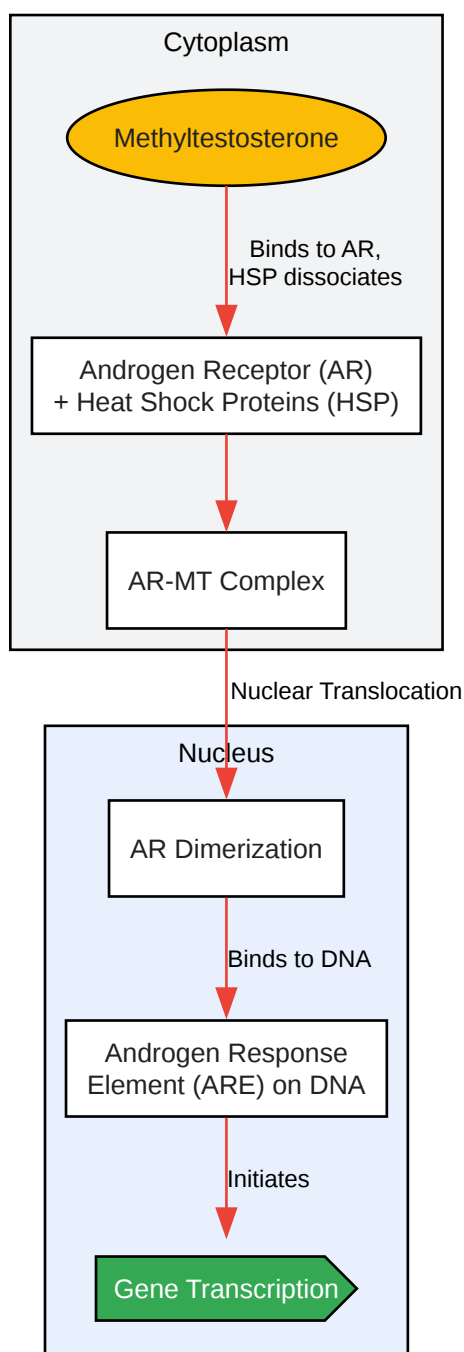 Cytoplasm
Methyltestosterone
Binds to AR,
HSP dissociates
Androgen Receptor (AR)
+ Heat Shock Proteins (HSP)
AR-MT Complex
Nuclear Translocation
Nucleus
AR Dimerization
Binds to DNA
Androgen Response
Element (ARE) on DNA
Initiates
Gene Transcription